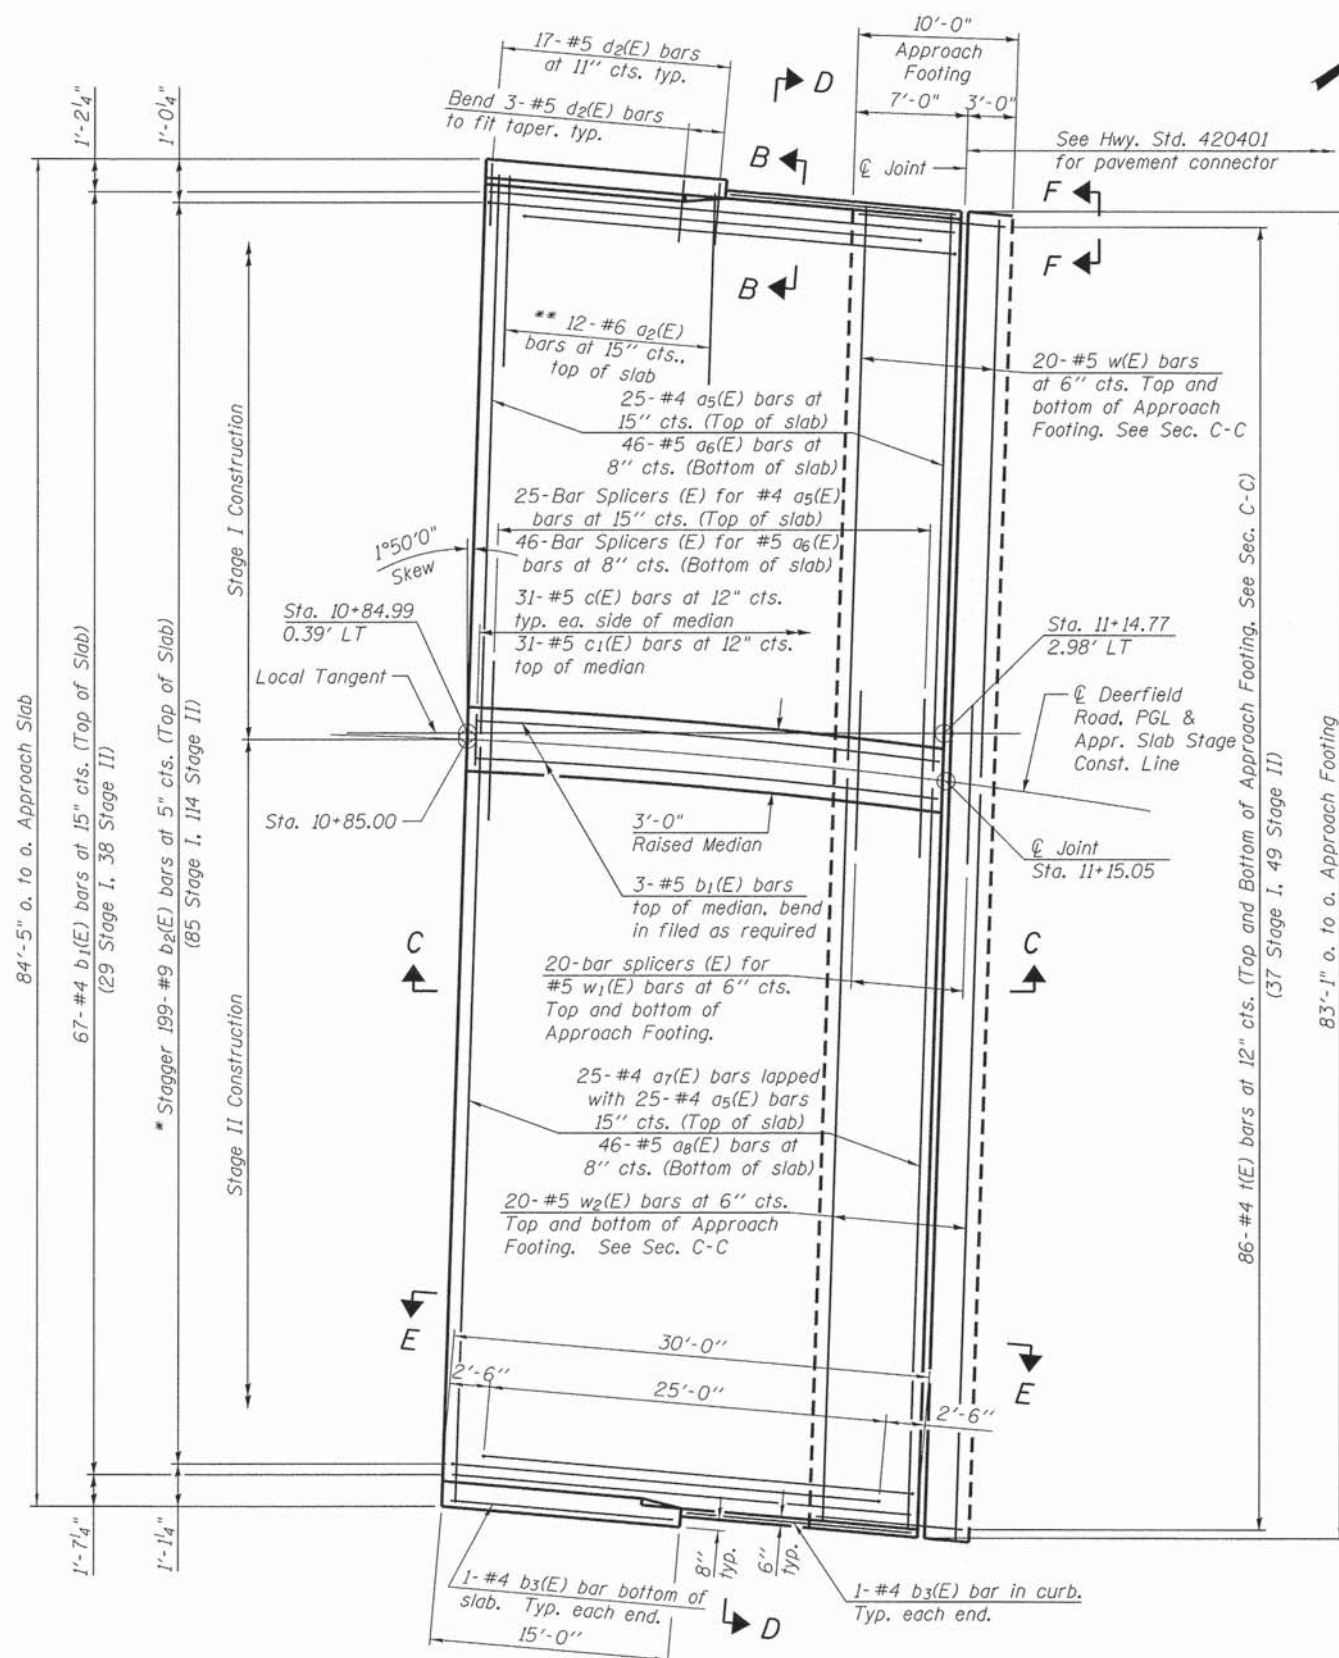 10'-0"
Approach
Footing
7'-0"
3'-0"
17-#5 d2(E) bars
at 11" cts. typ.
Bend 3-#5 d2(E) bars
to fit taper, typ.
D
B
℄ Joint
See Hwy. Std. 420401
for pavement connector
F
F
B
1'-2¼"
1'-0¼"
** 12-#6 a2(E)
bars at 15" cts.,
top of slab
20-#5 w(E) bars
at 6" cts. Top and
bottom of Approach
Footing. See Sec. C-C
25-#4 a5(E) bars at
15" cts. (Top of slab)
46-#5 a6(E) bars at
8" cts. (Bottom of slab)
25-Bar Splicers (E) for #4 a5(E)
bars at 15" cts. (Top of slab)
46-Bar Splicers (E) for #5 a6(E)
bars at 8" cts. (Bottom of slab)
1°50'0"
Skew
31-#5 c(E) bars at 12" cts.
typ. ea. side of median
31-#5 c1(E) bars at 12" cts.
top of median
Stage I Construction
Sta. 10+84.99
0.39' LT
Local Tangent
Sta. 11+14.77
2.98' LT
℄ Deerfield
Road, PGL &
Appr. Slab Stage
Const. Line
Sta. 10+85.00
3'-0"
Raised Median
℄ Joint
Sta. 11+15.05
3-#5 b1(E) bars
top of median, bend
in filed as required
84'-5" o. to o. Approach Slab
67-#4 b1(E) bars at 15" cts. (Top of Slab)
(29 Stage I, 38 Stage II)
* Stagger 199-#9 b2(E) bars at 5" cts. (Top of Slab)
(85 Stage I, 114 Stage II)
Stage II Construction
C
C
20-bar splicers (E) for
#5 w1(E) bars at 6" cts.
Top and bottom of
Approach Footing.
25-#4 a7(E) bars lapped
with 25-#4 a5(E) bars
15" cts. (Top of slab)
46-#5 a8(E) bars at
8" cts. (Bottom of slab)
20-#5 w2(E) bars at 6" cts.
Top and bottom of Approach
Footing. See Sec. C-C
86-#4 t(E) bars at 12" cts. (Top and Bottom of Approach Footing. See Sec. C-C)
(37 Stage I, 49 Stage II)
83'-1" o. to o. Approach Footing
E
E
30'-0"
2'-6"
25'-0"
2'-6"
1'-7¼"
1'-1¼"
8"
typ.
6"
typ.
1-#4 b3(E) bar bottom of
slab. Typ. each end.
1-#4 b3(E) bar in curb.
Typ. each end.
D
15'-0"